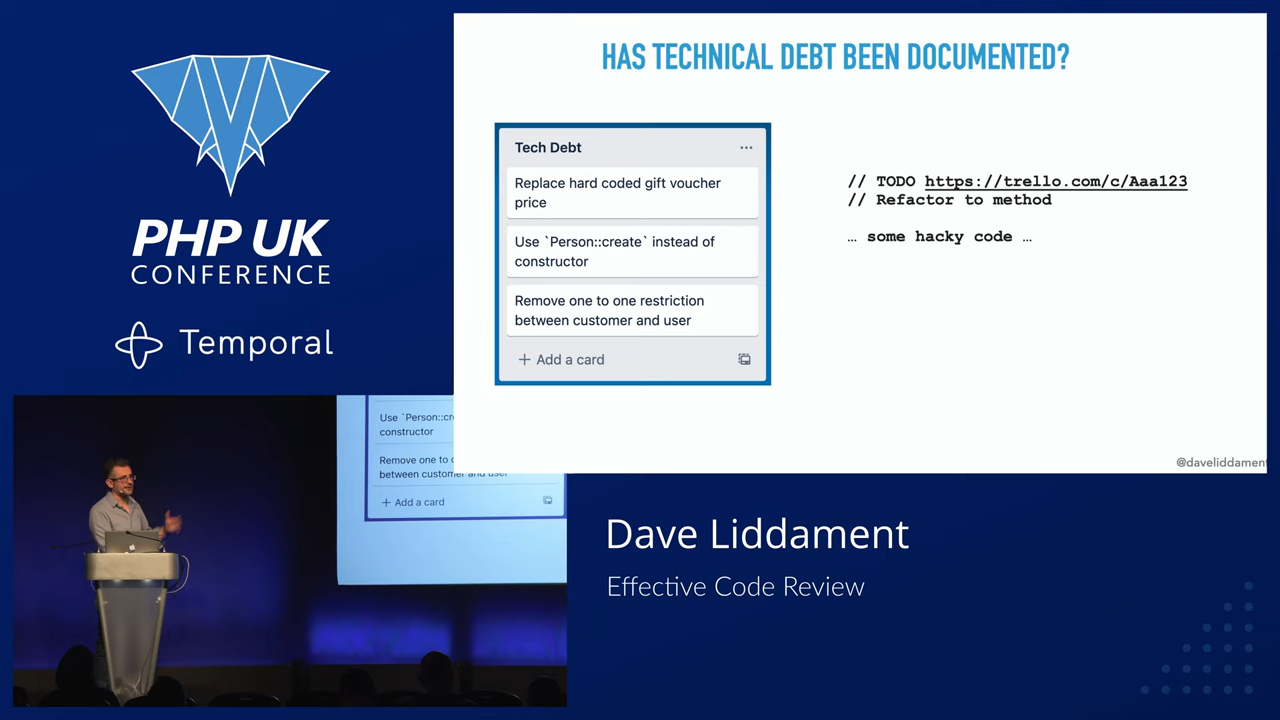 PHP UK
CONFERENCE
Temporal
HAS TECHNICAL DEBT BEEN DOCUMENTED?
Tech Debt
Replace hard coded gift voucher
price
Use `Person::create` instead of
constructor
Remove one to one restriction
between customer and user
+ Add a card
// TODO https://trello.com/c/Aaa123
// Refactor to method
… some hacky code …
@daveliddament
Use `Person::cre
constructor
Remove one to o
between customer and user
+ Add a card
Dave Liddament
Effective Code Review